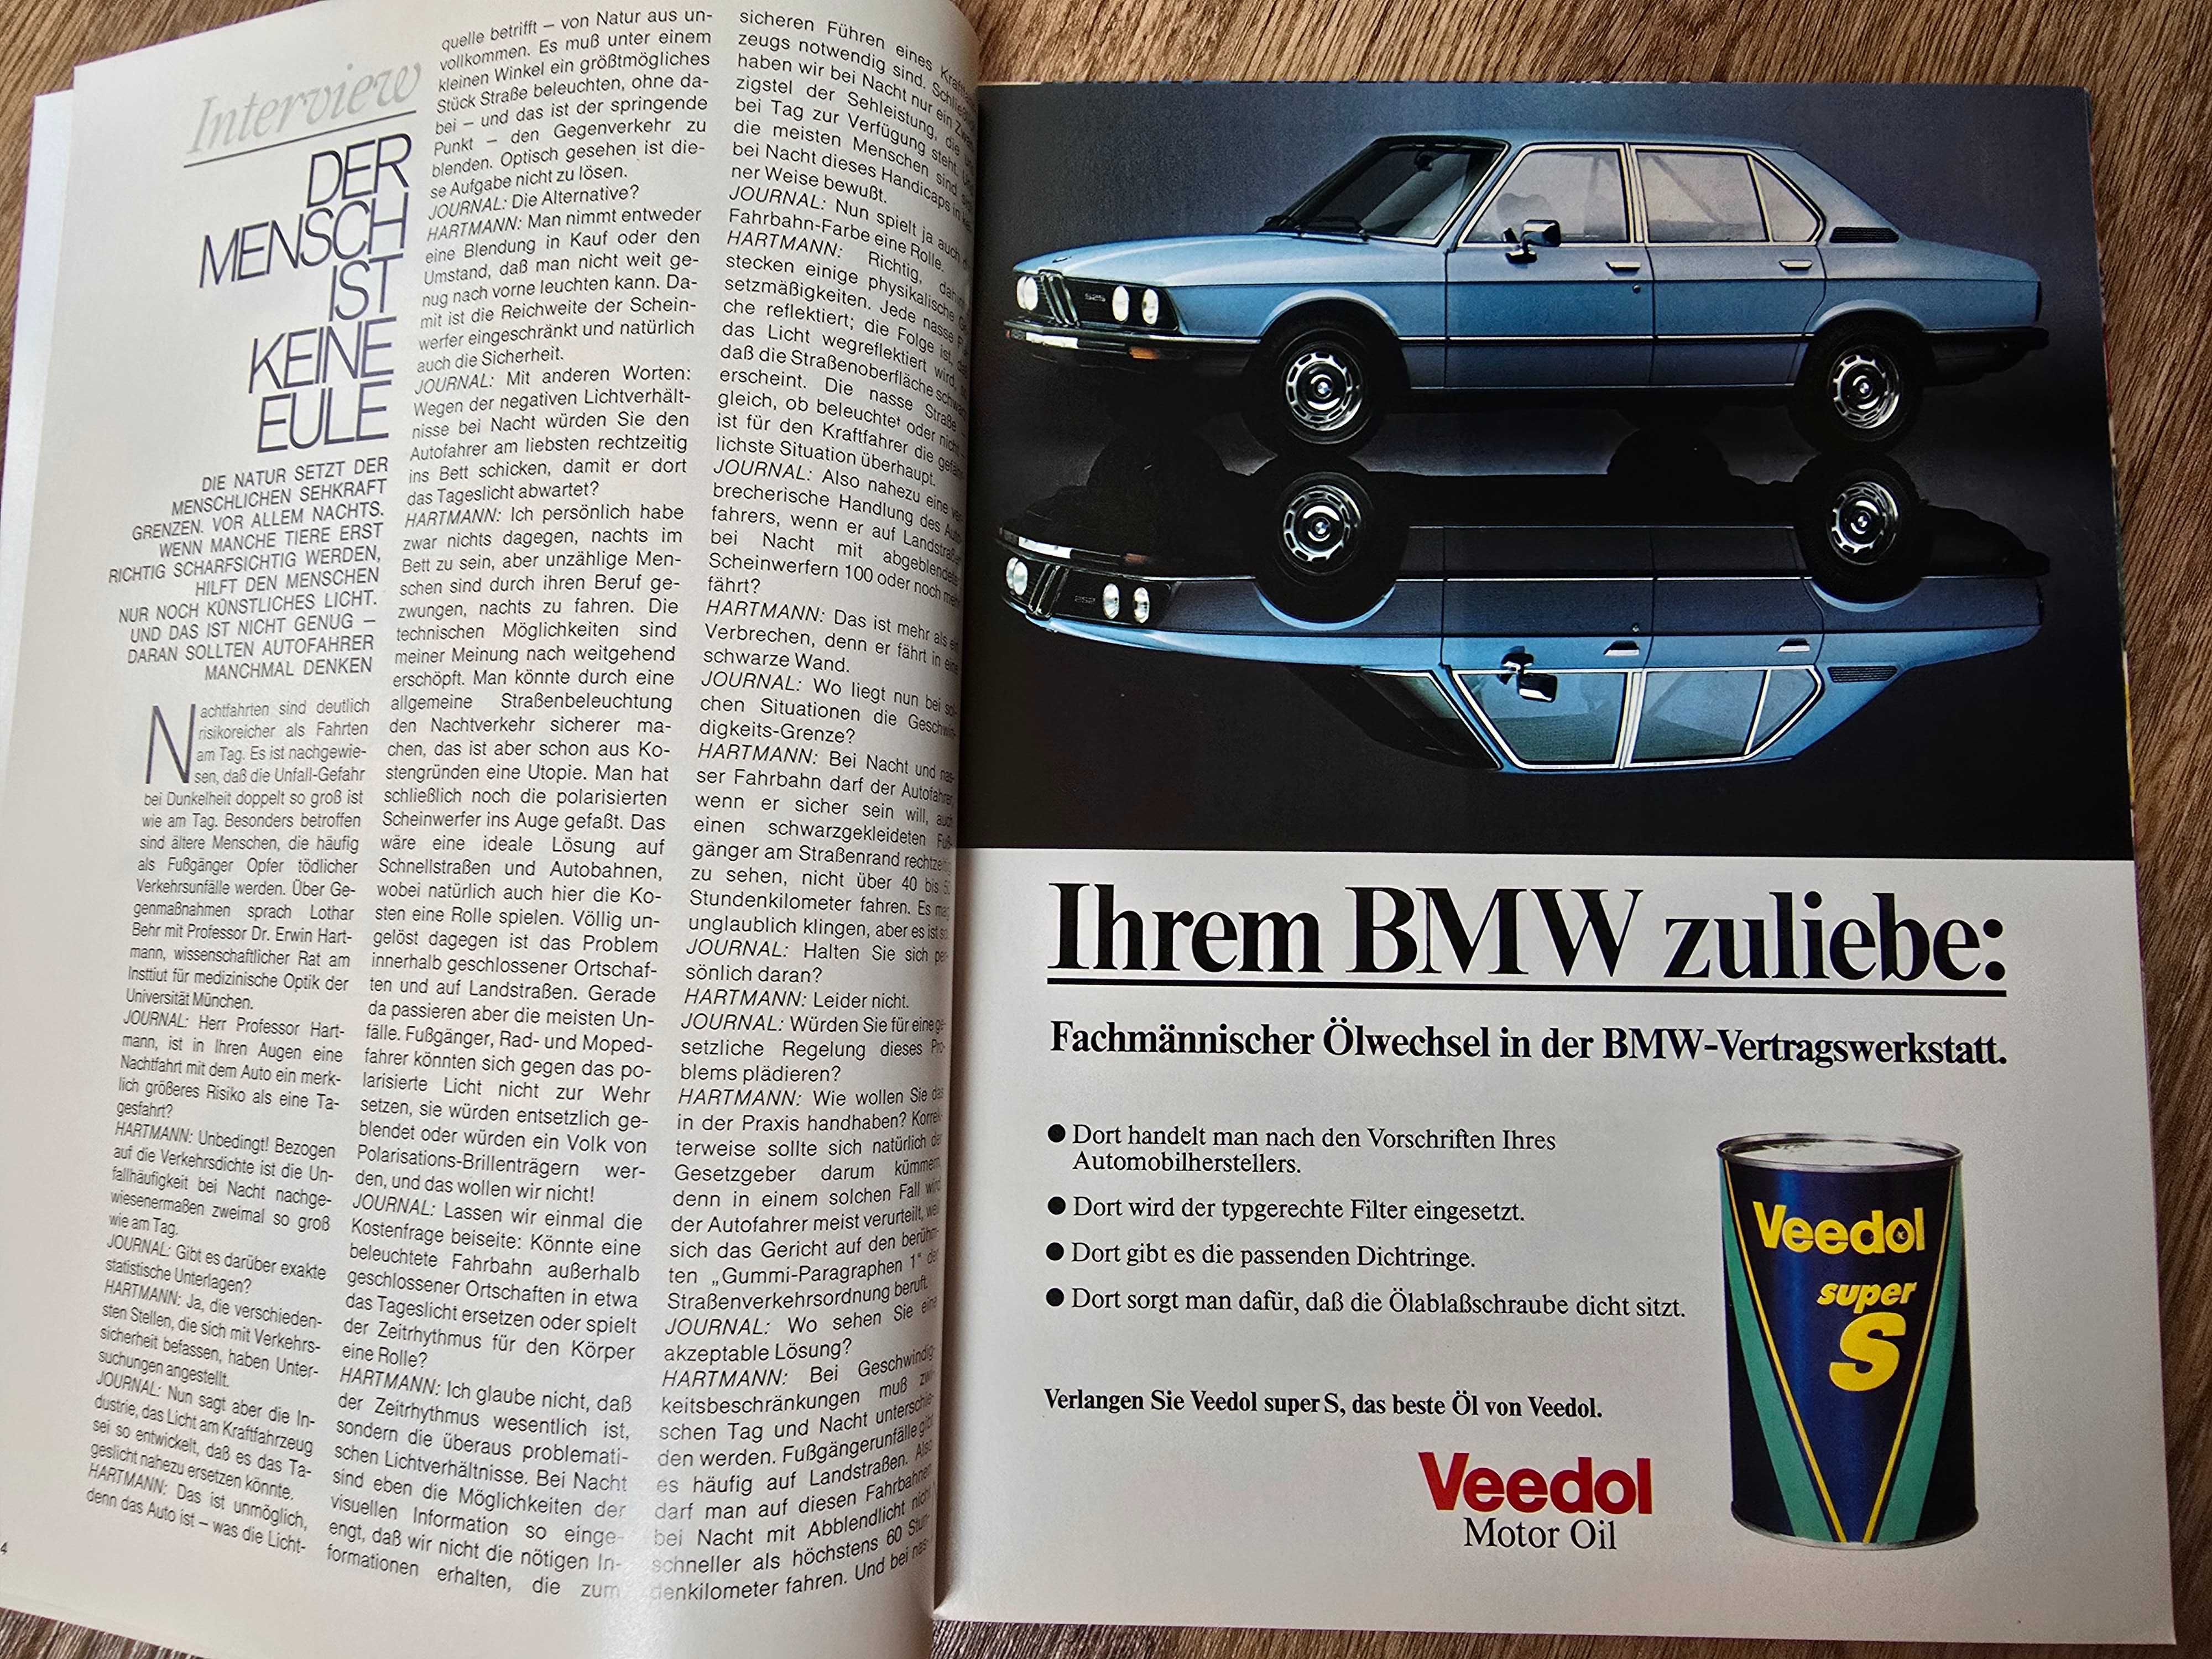 Interview
DER
MENSCH
IST
KEINE
EULE
DIE NATUR SETZT DER
MENSCHLICHEN SEHKRAFT
GRENZEN. VOR ALLEM NACHTS.
WENN MANCHE TIERE ERST
RICHTIG SCHARFSICHTIG WERDEN,
HILFT DEN MENSCHEN
NUR NOCH KÜNSTLICHES LICHT.
UND DAS IST NICHT GENUG –
DARAN SOLLTEN AUTOFAHRER
MANCHMAL DENKEN
Nachtfahrten sind deutlich
risikoreicher als Fahrten
am Tag. Es ist nachgewie-
sen, daß die Unfall-Gefahr
bei Dunkelheit doppelt so groß ist
wie am Tag. Besonders betroffen
sind ältere Menschen, die häufig
als Fußgänger Opfer tödlicher
Verkehrsunfälle werden. Über Ge-
genmaßnahmen sprach Lothar
Behr mit Professor Dr. Erwin Hart-
mann, wissenschaftlicher Rat am
Insttiut für medizinische Optik der
Universität München.
JOURNAL: Herr Professor Hart-
mann, ist in Ihren Augen eine
Nachtfahrt mit dem Auto ein merk-
lich größeres Risiko als eine Ta-
gesfahrt?
HARTMANN: Unbedingt! Bezogen
auf die Verkehrsdichte ist die Un-
fallhäufigkeit bei Nacht nachge-
wiesenermaßen zweimal so groß
wie am Tag.
JOURNAL: Gibt es darüber exakte
statistische Unterlagen?
HARTMANN: Ja, die verschieden-
sten Stellen, die sich mit Verkehrs-
sicherheit befassen, haben Unter-
suchungen angestellt.
JOURNAL: Nun sagt aber die In-
dustrie, das Licht am Kraftfahrzeug
sei so entwickelt, daß es das Ta-
geslicht nahezu ersetzen könnte.
HARTMANN: Das ist unmöglich,
denn das Auto ist – was die Licht-
4
quelle betrifft – von Natur aus un-
vollkommen. Es muß unter einem
kleinen Winkel ein größtmögliches
Stück Straße beleuchten, ohne da-
bei – und das ist der springende
Punkt – den Gegenverkehr zu
blenden. Optisch gesehen ist die-
se Aufgabe nicht zu lösen.
JOURNAL: Die Alternative?
HARTMANN: Man nimmt entweder
eine Blendung in Kauf oder den
Umstand, daß man nicht weit ge-
nug nach vorne leuchten kann. Da-
mit ist die Reichweite der Schein-
werfer eingeschränkt und natürlich
auch die Sicherheit.
JOURNAL: Mit anderen Worten:
Wegen der negativen Lichtverhält-
nisse bei Nacht würden Sie den
Autofahrer am liebsten rechtzeitig
ins Bett schicken, damit er dort
das Tageslicht abwartet?
HARTMANN: Ich persönlich habe
zwar nichts dagegen, nachts im
Bett zu sein, aber unzählige Men-
schen sind durch ihren Beruf ge-
zwungen, nachts zu fahren. Die
technischen Möglichkeiten sind
meiner Meinung nach weitgehend
erschöpft. Man könnte durch eine
allgemeine Straßenbeleuchtung
den Nachtverkehr sicherer ma-
chen, das ist aber schon aus Ko-
stengründen eine Utopie. Man hat
schließlich noch die polarisierten
Scheinwerfer ins Auge gefaßt. Das
wäre eine ideale Lösung auf
Schnellstraßen und Autobahnen,
wobei natürlich auch hier die Ko-
sten eine Rolle spielen. Völlig un-
gelöst dagegen ist das Problem
innerhalb geschlossener Ortschaf-
ten und auf Landstraßen. Gerade
da passieren aber die meisten Un-
fälle. Fußgänger, Rad- und Moped-
fahrer könnten sich gegen das po-
larisierte Licht nicht zur Wehr
setzen, sie würden entsetzlich ge-
blendet oder würden ein Volk von
Polarisations-Brillenträgern wer-
den, und das wollen wir nicht!
JOURNAL: Lassen wir einmal die
Kostenfrage beiseite: Könnte eine
beleuchtete Fahrbahn außerhalb
geschlossener Ortschaften in etwa
das Tageslicht ersetzen oder spielt
der Zeitrhythmus für den Körper
eine Rolle?
HARTMANN: Ich glaube nicht, daß
der Zeitrhythmus wesentlich ist,
sondern die überaus problemati-
schen Lichtverhältnisse. Bei Nacht
sind eben die Möglichkeiten der
visuellen Information so einge-
engt, daß wir nicht die nötigen In-
formationen erhalten, die zum
sicheren Führen eines
zeugs notwendig sind.
haben wir bei Nacht nur ein
zigstel der Sehleistung, die
bei Tag zur Verfügung steht.
die meisten Menschen sind
bei Nacht dieses Handicaps in
ner Weise bewußt.
JOURNAL: Nun spielt ja auch
Fahrbahn-Farbe eine Rolle.
HARTMANN: Richtig,
stecken einige physikalische
setzmäßigkeiten. Jede nasse
che reflektiert; die Folge ist,
das Licht wegreflektiert wird,
daß die Straßenoberfläche
erscheint. Die nasse Straße
gleich, ob beleuchtet oder nicht
ist für den Kraftfahrer die
lichste Situation überhaupt.
JOURNAL: Also nahezu eine
brecherische Handlung des
fahrers, wenn er auf
bei Nacht mit
Scheinwerfern 100 oder noch
fährt?
HARTMANN: Das ist mehr als
Verbrechen, denn er fährt in
schwarze Wand.
JOURNAL: Wo liegt nun bei
chen Situationen die
digkeits-Grenze?
HARTMANN: Bei Nacht und
ser Fahrbahn darf der Autofahrer,
wenn er sicher sein will, auch
einen schwarzgekleideten
gänger am Straßenrand
zu sehen, nicht über 40 bis
Stundenkilometer fahren. Es
unglaublich klingen, aber es ist
JOURNAL: Halten Sie sich
sönlich daran?
HARTMANN: Leider nicht.
JOURNAL: Würden Sie für eine
setzliche Regelung dieses
blems plädieren?
HARTMANN: Wie wollen Sie das
in der Praxis handhaben?
terweise sollte sich natürlich der
Gesetzgeber darum kümmern,
denn in einem solchen Fall wird
der Autofahrer meist verurteilt, weil
sich das Gericht auf den berühm-
ten „Gummi-Paragraphen 1“ der
Straßenverkehrsordnung beruft.
JOURNAL: Wo sehen Sie eine
akzeptable Lösung?
HARTMANN: Bei Geschwindig-
keitsbeschränkungen muß zwi-
schen Tag und Nacht unterschie-
den werden. Fußgängerunfälle gibt
es häufig auf Landstraßen. Also
darf man auf diesen Fahrbahnen
bei Nacht mit Abblendlicht nicht
schneller als höchstens 60 Stun-
denkilometer fahren. Und bei
525
Ihrem BMW zuliebe:
Fachmännischer Ölwechsel in der BMW-Vertragswerkstatt.
● Dort handelt man nach den Vorschriften Ihres
Automobilherstellers.
● Dort wird der typgerechte Filter eingesetzt.
● Dort gibt es die passenden Dichtringe.
● Dort sorgt man dafür, daß die Ölablaßschraube dicht sitzt.
Verlangen Sie Veedol super S, das beste Öl von Veedol.
Veedol
Motor Oil
Veedol
super
S